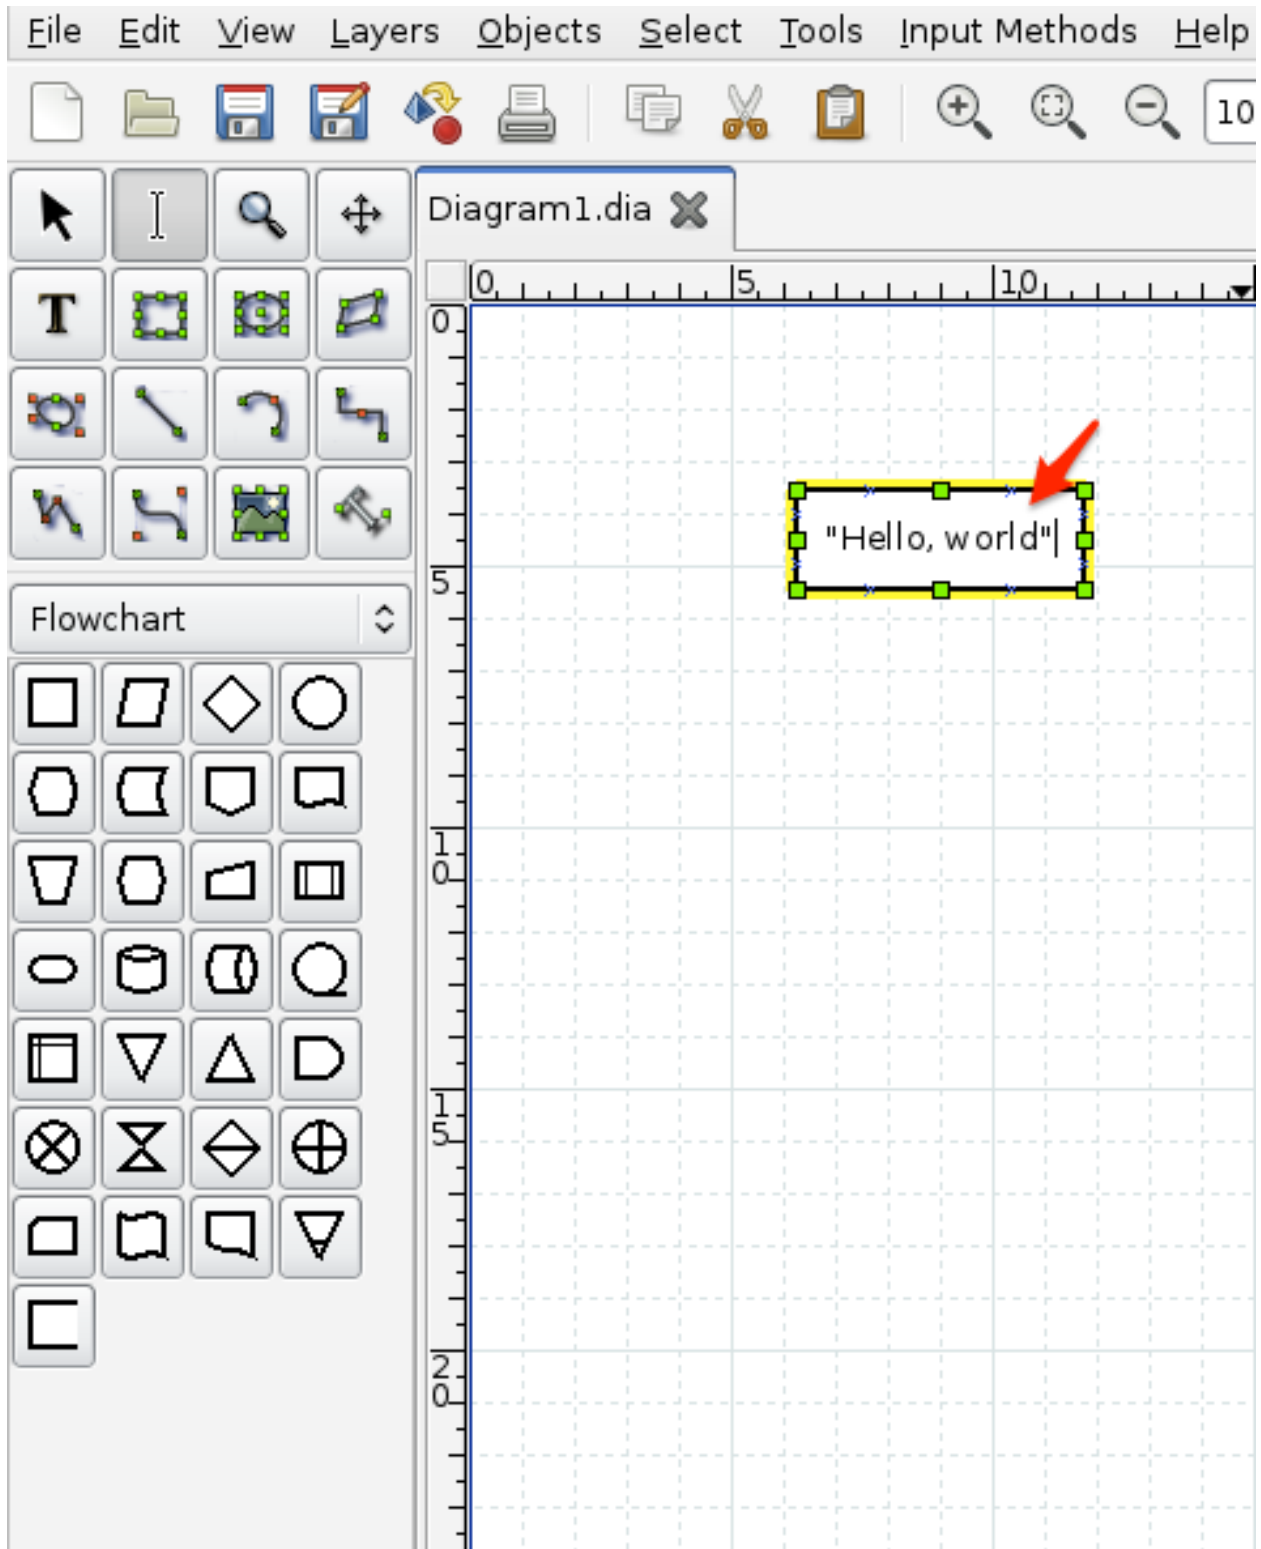 File Edit View Layers Objects Select Tools Input Methods Help
10
Diagram1.dia
0 5 10
T
0
"Hello, world"
5
Flowchart
10
15
20